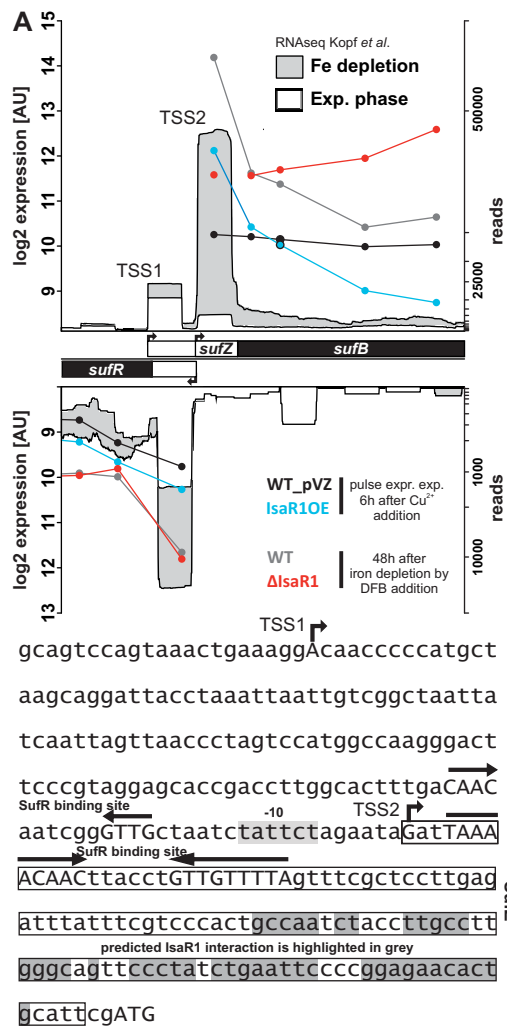 A
RNAseq Kopf et al.
Fe depletion
Exp. phase
TSS2
TSS1
log2 expression [AU]
15
14
13
12
11
10
9
500000
25000
reads
sufZ
sufB
sufR
log2 expression [AU]
9
10
11
12
13
1000
10000
reads
WT_pVZ
IsaR1OE
pulse expr. exp.
6h after Cu2+
addition
WT
ΔIsaR1
48h after
iron depletion by
DFB addition
TSS1
gcagtccagtaaactgaaaggAcaacccccatgct
aagcaggattacctaaattaattgtcggctaatta
tcaattagttaaccctagtccatggccaagggact
tcccgtaggagcaccgaccttggcacttttgaCAAC
SufR binding site
-10
TSS2
aatcggGTTGctaatctattctagaataGatTAAA
SufR binding site
ACAACttacctGTTGTTTTAgtttcgctccttgag
atttatttcgtcccactgccaatctaccttgcctt
predicted IsaR1 interaction is highlighted in grey
gggcagttccctatctgaattccccggagaacact
gcattcgATG